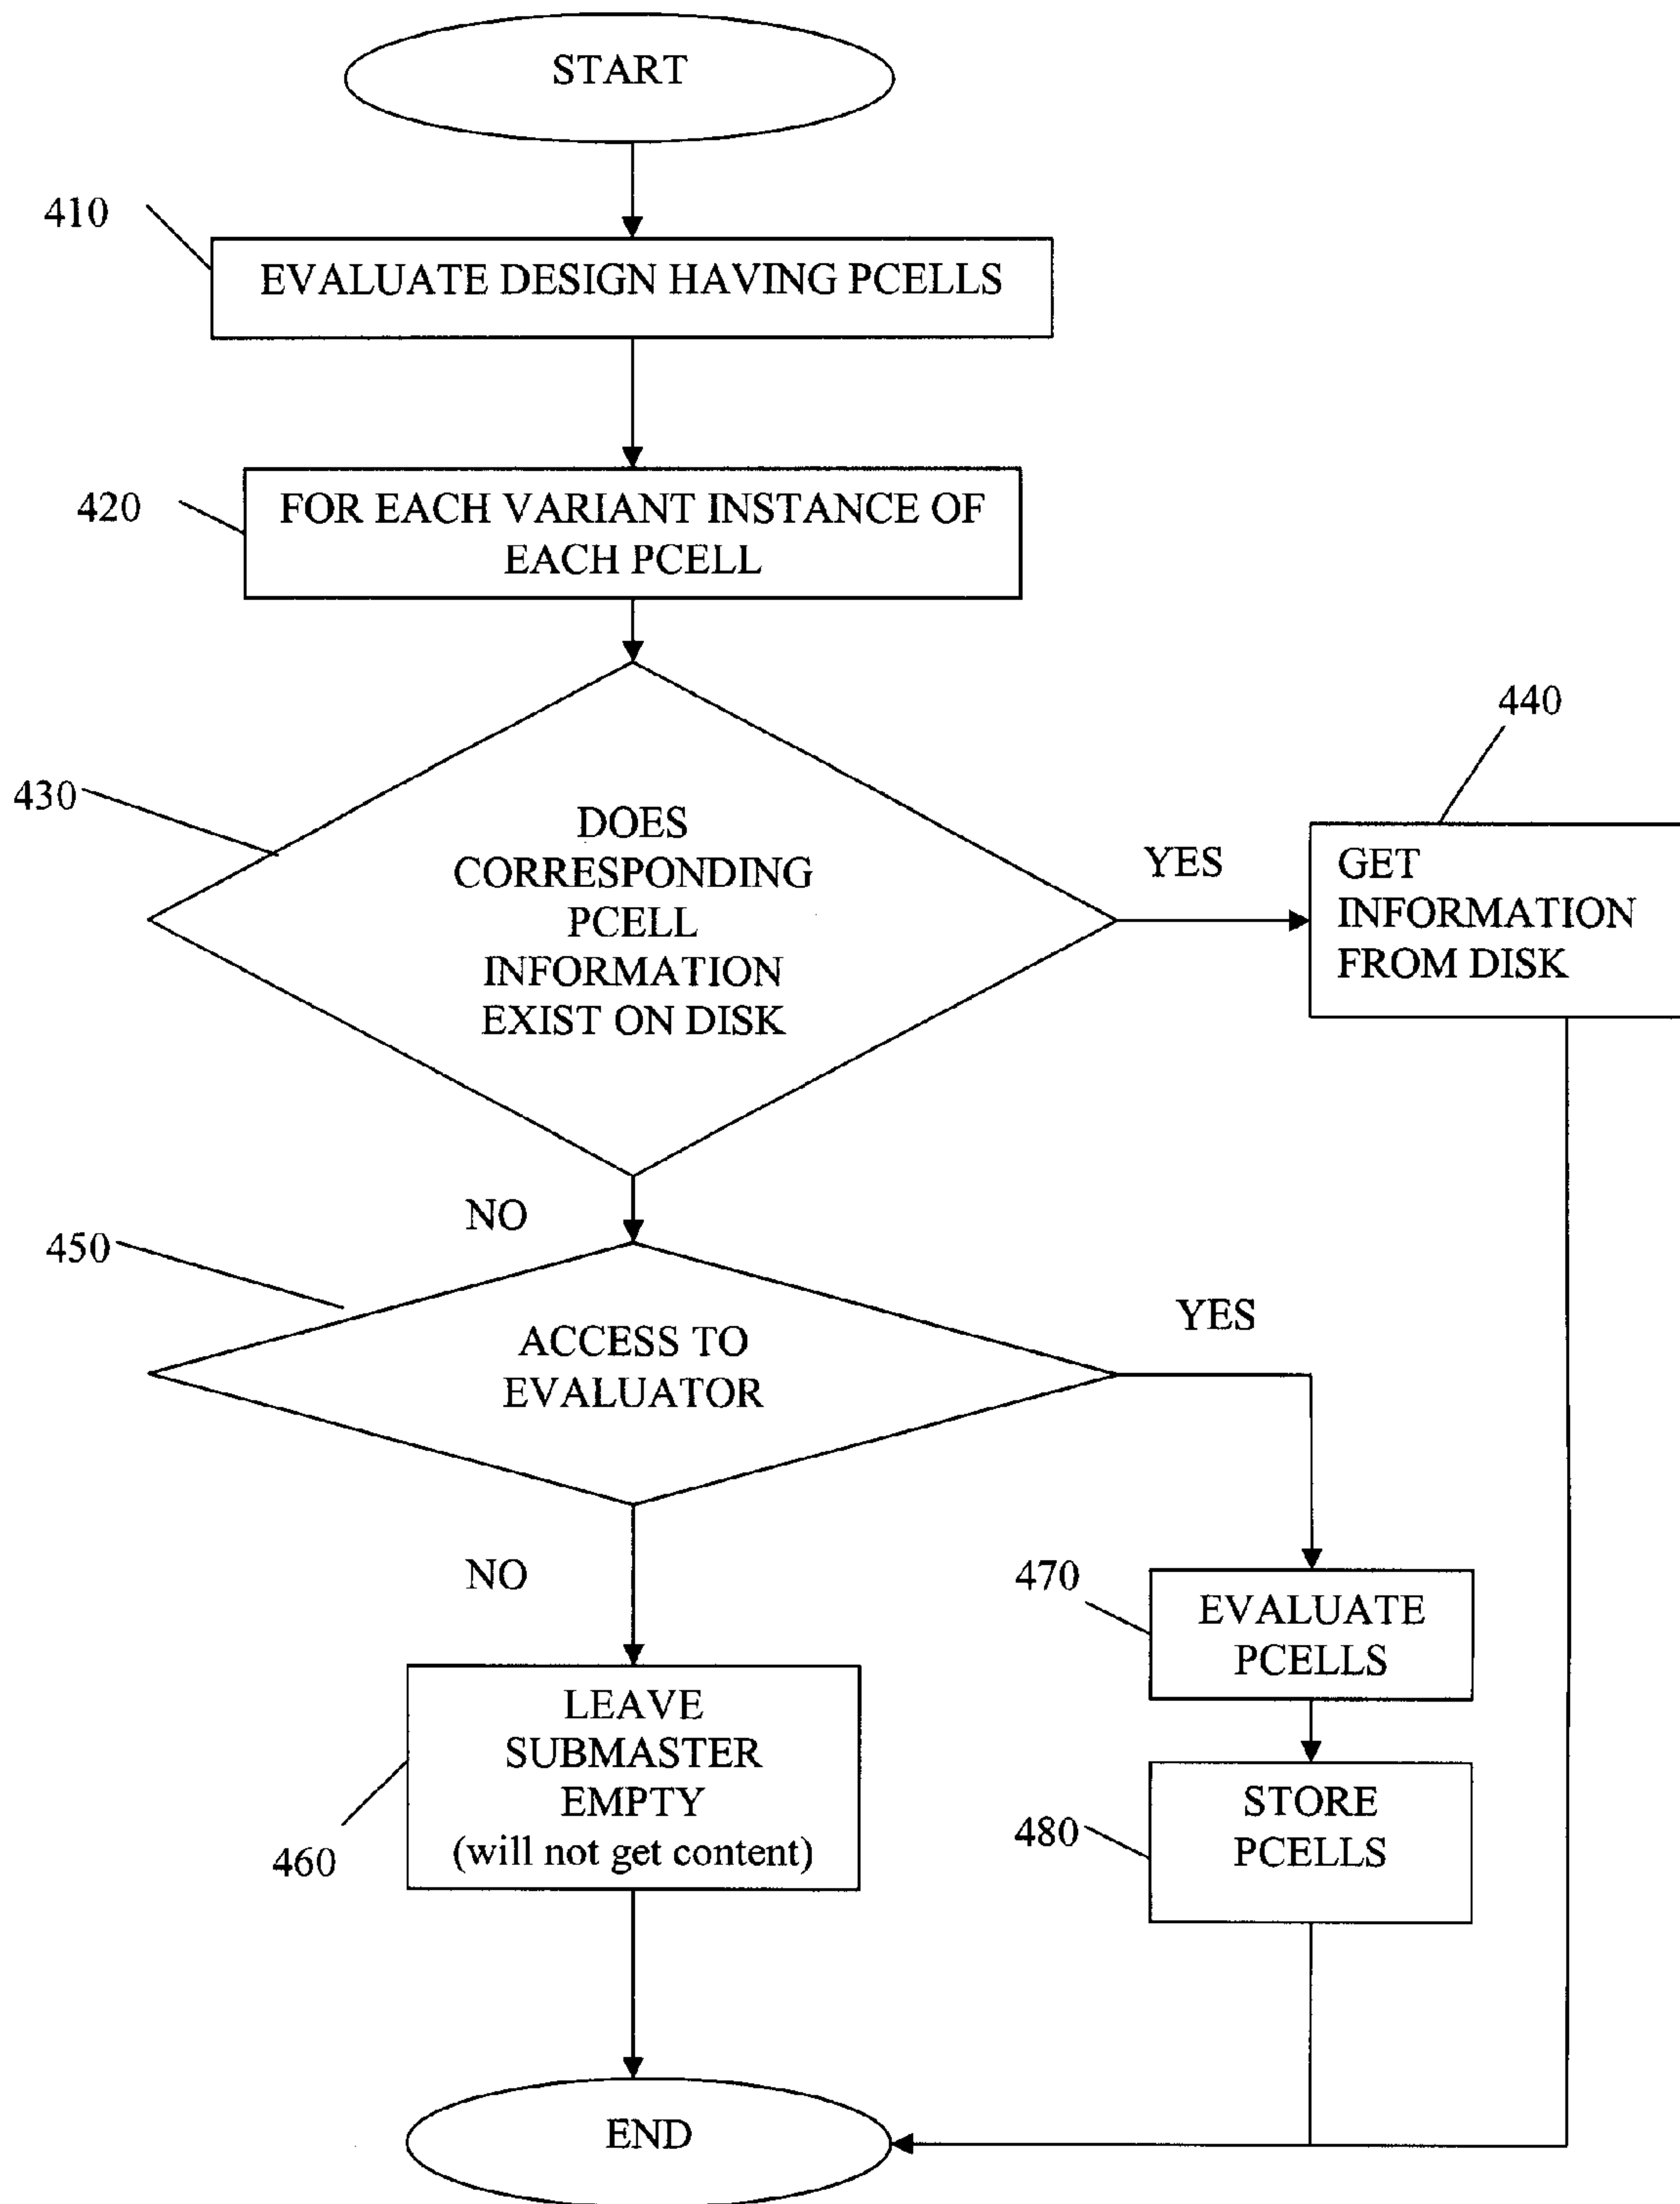 START
410
EVALUATE DESIGN HAVING PCELLS
420
FOR EACH VARIANT INSTANCE OF
EACH PCELL
430
DOES
CORRESPONDING
PCELL
INFORMATION
EXIST ON DISK
YES
440
GET
INFORMATION
FROM DISK
NO
450
ACCESS TO
EVALUATOR
YES
NO
470
EVALUATE
PCELLS
LEAVE
SUBMASTER
EMPTY
(will not get content)
460
480
STORE
PCELLS
END